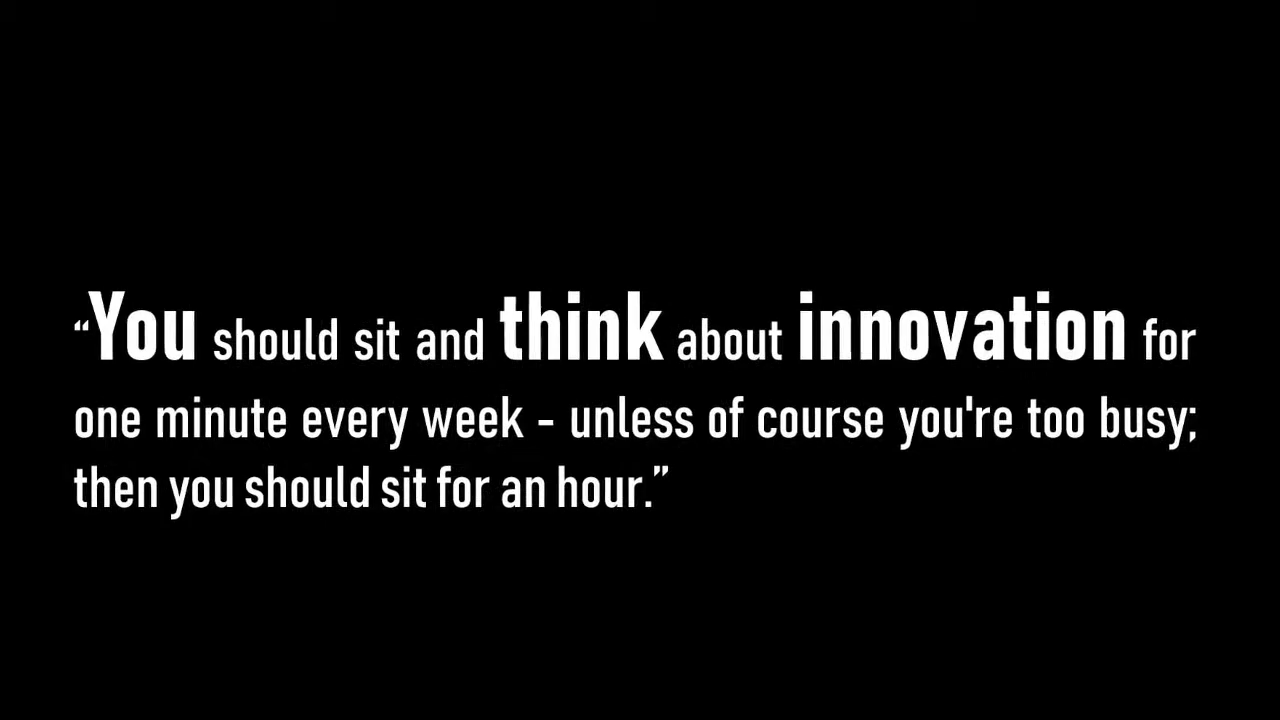 “You should sit and think about innovation for
one minute every week - unless of course you're too busy;
then you should sit for an hour.”